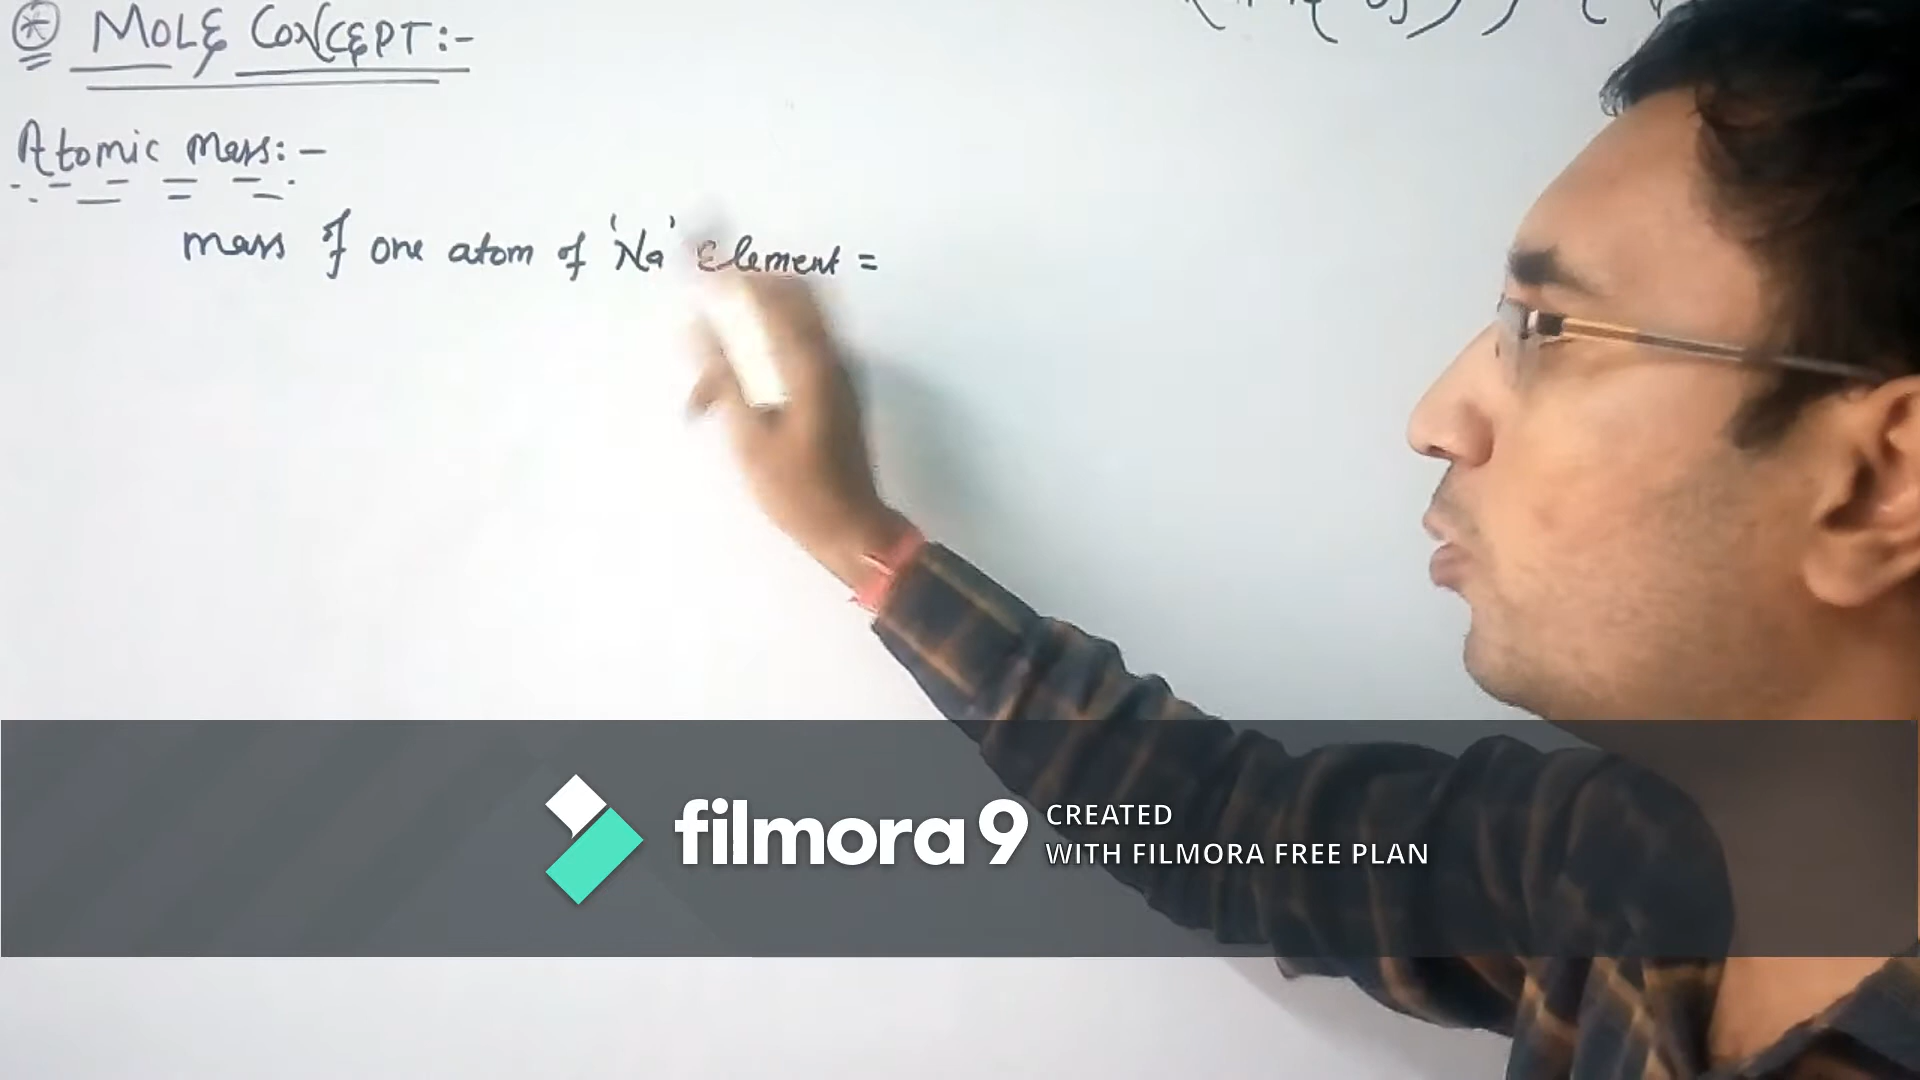 * MOLE CONCEPT:-
Atomic mass:-
mass of one atom of 'Na' Element =
filmora 9 CREATED
WITH FILMORA FREE PLAN